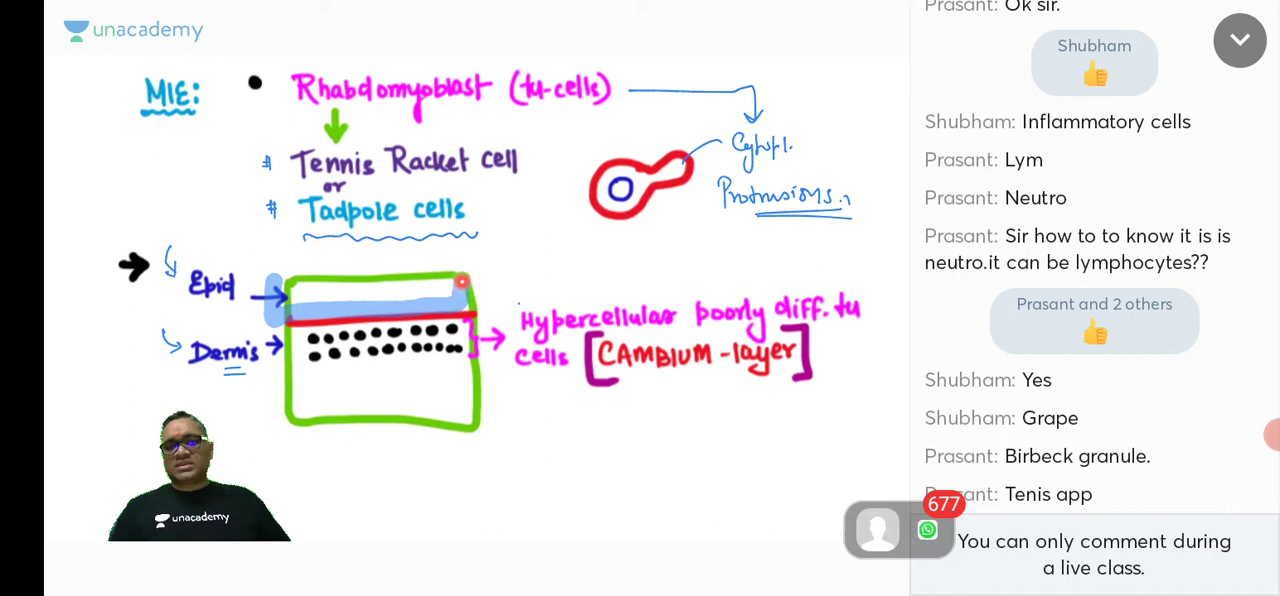 unacademy
MIE:
Rhabdomyoblast (tu-cells)
Tennis Racket cell
or
# Tadpole cells
Cytopl.
Protrusions
Epid
Dermis
Hypercellular poorly diff. tu
cells [CAMBIUM-layer]
unacademy
Prasant: Ok sir.
Shubham
Shubham: Inflammatory cells
Prasant: Lym
Prasant: Neutro
Prasant: Sir how to to know it is is
neutro.it can be lymphocytes??
Prasant and 2 others
Shubham: Yes
Shubham: Grape
Prasant: Birbeck granule.
Prasant: Tenis app
677
You can only comment during
a live class.